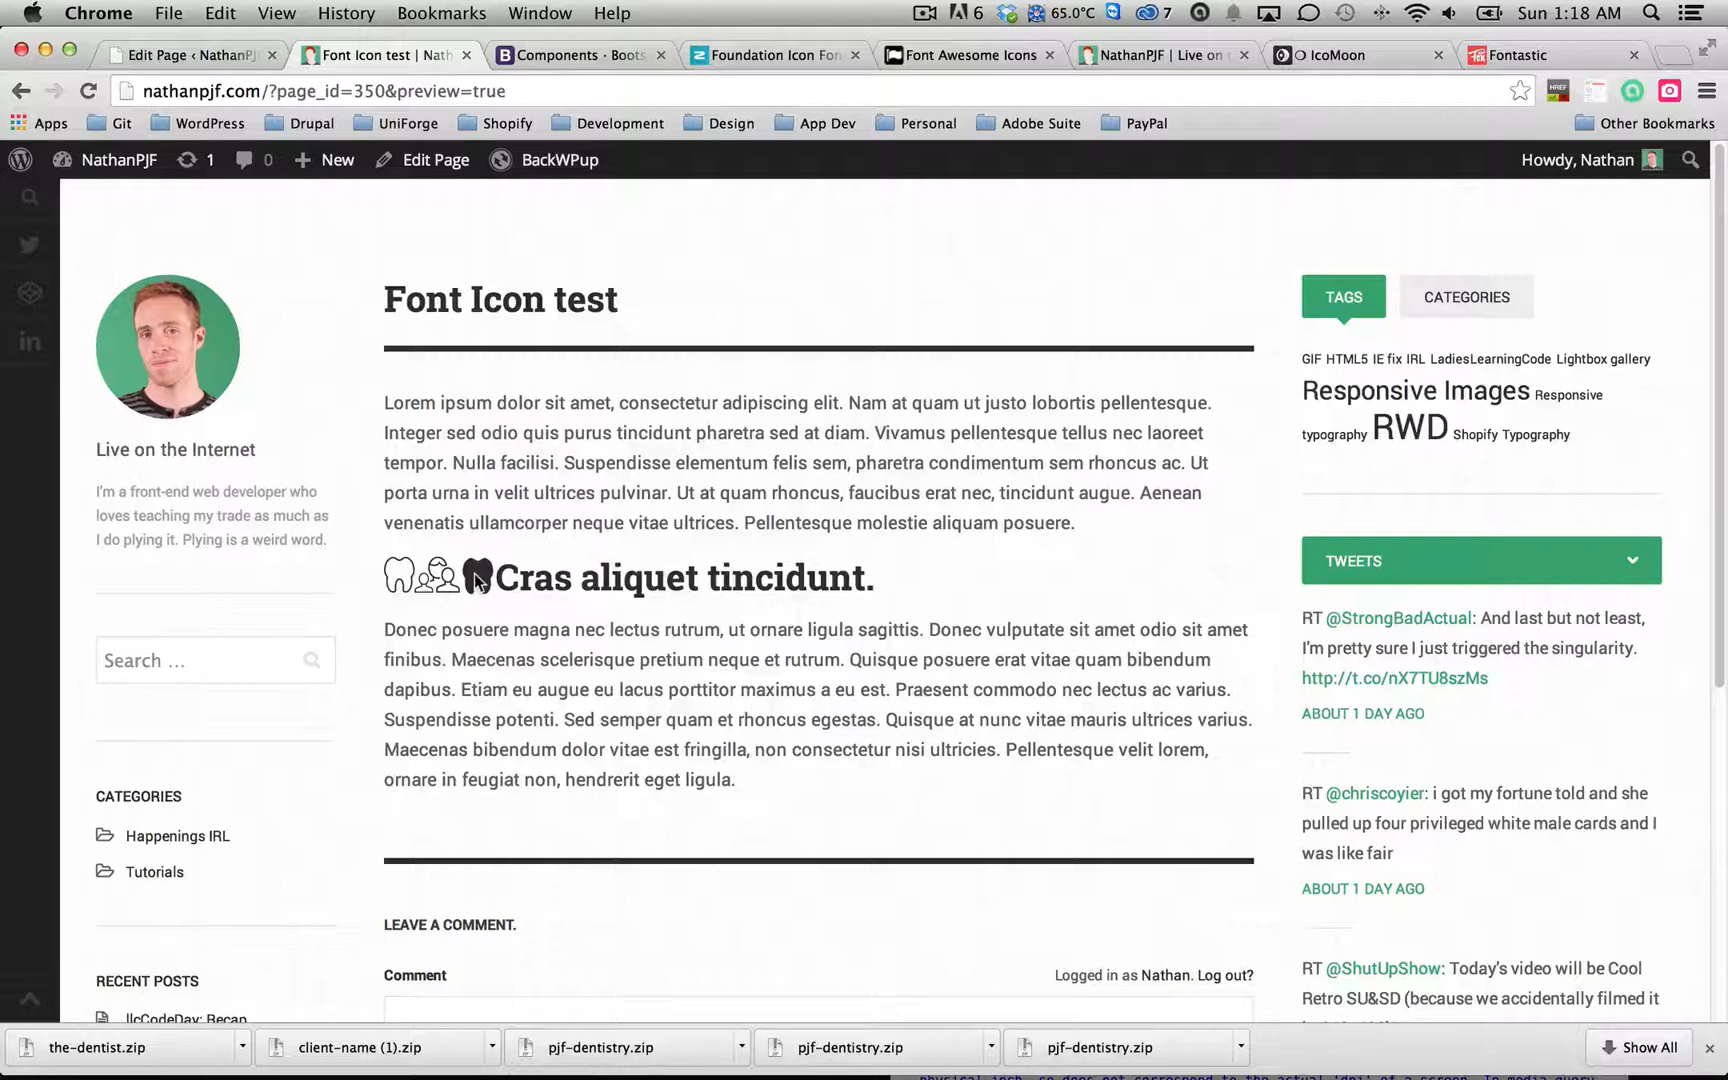 Chrome File Edit View History Bookmarks Window Help 6 65.0°C 7 Sun 1:18 AM
Edit Page ‹ NathanPJF Font Icon test | Nath Components · Boots Foundation Icon Fon Font Awesome Icons NathanPJF | Live on IcoMoon Fontastic
nathanpjf.com/?page_id=350&preview=true
Apps Git WordPress Drupal UniForge Shopify Development Design App Dev Personal Adobe Suite PayPal Other Bookmarks
NathanPJF 1 0 New Edit Page BackWPup Howdy, Nathan
Live on the Internet
I'm a front-end web developer who
loves teaching my trade as much as
I do plying it. Plying is a weird word.
Search ...
CATEGORIES
Happenings IRL
Tutorials
RECENT POSTS
llcCodeDay: Recap
Font Icon test
Lorem ipsum dolor sit amet, consectetur adipiscing elit. Nam at quam ut justo lobortis pellentesque.
Integer sed odio quis purus tincidunt pharetra sed at diam. Vivamus pellentesque tellus nec laoreet
tempor. Nulla facilisi. Suspendisse elementum felis sem, pharetra condimentum sem rhoncus ac. Ut
porta urna in velit ultrices pulvinar. Ut at quam rhoncus, faucibus erat nec, tincidunt augue. Aenean
venenatis ullamcorper neque vitae ultrices. Pellentesque molestie aliquam posuere.
Cras aliquet tincidunt.
Donec posuere magna nec lectus rutrum, ut ornare ligula sagittis. Donec vulputate sit amet odio sit amet
finibus. Maecenas scelerisque pretium neque et rutrum. Quisque posuere erat vitae quam bibendum
dapibus. Etiam eu augue eu lacus porttitor maximus a eu est. Praesent commodo nec lectus ac varius.
Suspendisse potenti. Sed semper quam et rhoncus egestas. Quisque at nunc vitae mauris ultrices varius.
Maecenas bibendum dolor vitae est fringilla, non consectetur nisi ultricies. Pellentesque velit lorem,
ornare in feugiat non, hendrerit eget ligula.
LEAVE A COMMENT.
Comment Logged in as Nathan. Log out?
TAGS CATEGORIES
GIF HTML5 IE fix IRL LadiesLearningCode Lightbox gallery
Responsive Images Responsive
typography RWD Shopify Typography
TWEETS
RT @StrongBadActual: And last but not least,
I'm pretty sure I just triggered the singularity.
http://t.co/nX7TU8szMs
ABOUT 1 DAY AGO
RT @chriscoyier: i got my fortune told and she
pulled up four privileged white male cards and I
was like fair
ABOUT 1 DAY AGO
RT @ShutUpShow: Today's video will be Cool
Retro SU&SD (because we accidentally filmed it
the-dentist.zip client-name (1).zip pjf-dentistry.zip pjf-dentistry.zip pjf-dentistry.zip Show All